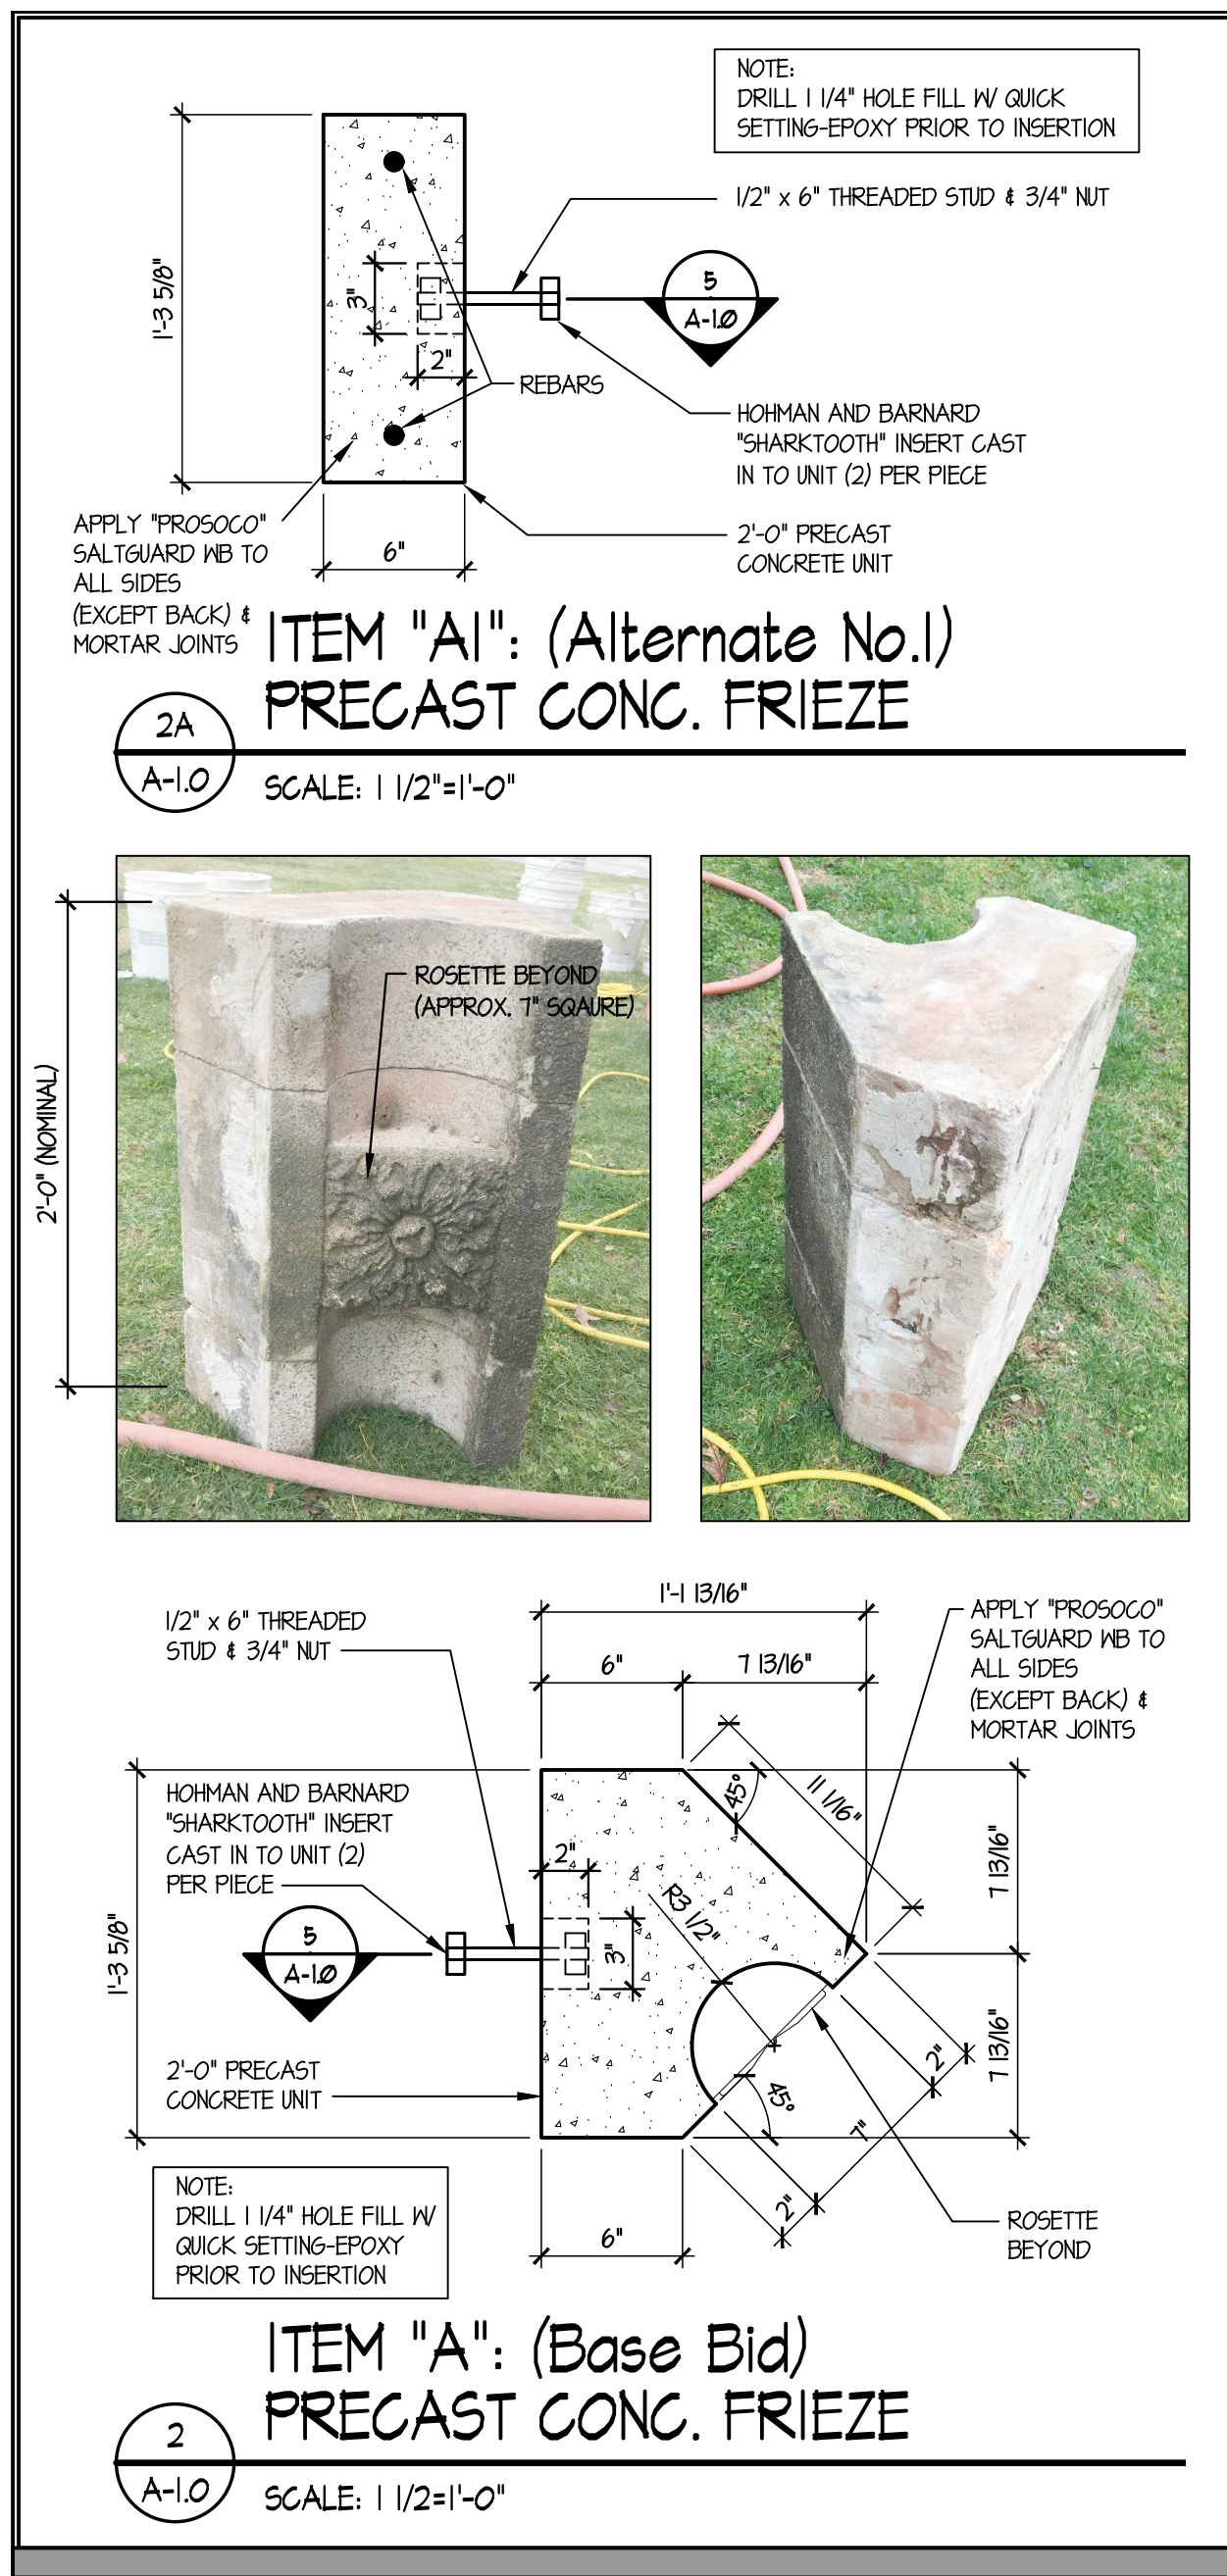 NOTE:
DRILL 1 1/4" HOLE FILL W/ QUICK
SETTING-EPOXY PRIOR TO INSERTION
1/2" x 6" THREADED STUD & 3/4" NUT
1'-3 5/8"
3"
2"
5
A-1.0
REBARS
HOHMAN AND BARNARD
"SHARKTOOTH" INSERT CAST
IN TO UNIT (2) PER PIECE
APPLY "PROSOCO"
SALTGUARD WB TO
ALL SIDES
(EXCEPT BACK) &
MORTAR JOINTS
6"
2'-0" PRECAST
CONCRETE UNIT
ITEM "A1": (Alternate No.1)
PRECAST CONC. FRIEZE
2A
A-1.0
SCALE: 1 1/2"=1'-0"
ROSETTE BEYOND
(APPROX. 7" SQAURE)
2'-0" (NOMINAL)
1'-1 13/16"
6"
7 13/16"
1/2" x 6" THREADED
STUD & 3/4" NUT
APPLY "PROSOCO"
SALTGUARD WB TO
ALL SIDES
(EXCEPT BACK) &
MORTAR JOINTS
HOHMAN AND BARNARD
"SHARKTOOTH" INSERT
CAST IN TO UNIT (2)
PER PIECE
45°
11 1/16"
7 13/16"
2"
R3 1/2"
3"
1'-3 5/8"
5
A-1.0
7 13/16"
2"
45°
7"
2"
2'-0" PRECAST
CONCRETE UNIT
NOTE:
DRILL 1 1/4" HOLE FILL W/
QUICK SETTING-EPOXY
PRIOR TO INSERTION
6"
ROSETTE
BEYOND
ITEM "A": (Base Bid)
PRECAST CONC. FRIEZE
2
A-1.0
SCALE: 1 1/2=1'-0"